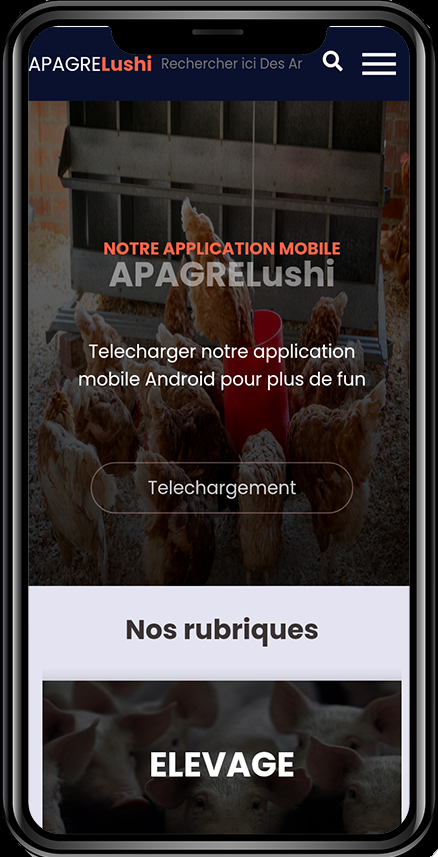 APAGRELushi Rechercher ici Des Ar
NOTRE APPLICATION MOBILE
APAGRELushi
Telecharger notre application
mobile Android pour plus de fun
Telechargement
Nos rubriques
ELEVAGE